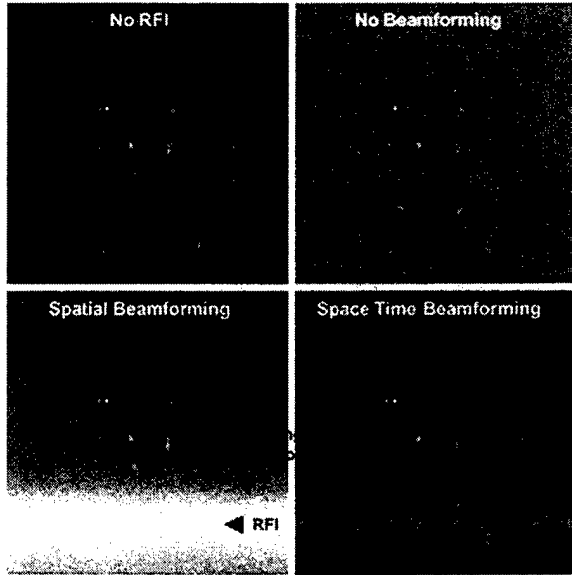 No RFI
No Beamforming
Spatial Beamforming
Space Time Beamforming
RFI